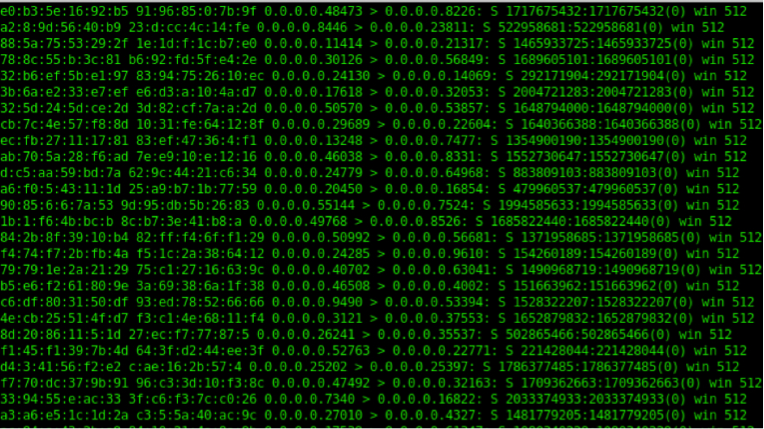 e0:b3:5e:16:92:b5 91:96:85:0:7b:9f 0.0.0.0.48473 > 0.0.0.0.8226: S 1717675432:1717675432(0) win 512
a2:8:9d:56:40:b9 23:d:cc:4c:14:fe 0.0.0.0.8446 > 0.0.0.0.23811: S 522958681:522958681(0) win 512
88:5a:75:53:29:2f 1e:1d:f:1c:b7:e0 0.0.0.0.11414 > 0.0.0.0.21317: S 1465933725:1465933725(0) win 512
78:8c:55:b:3c:81 b6:92:fd:5f:e4:2e 0.0.0.0.30126 > 0.0.0.0.56849: S 1689605101:1689605101(0) win 512
32:b6:ef:5b:e1:97 83:94:75:26:10:ec 0.0.0.0.24130 > 0.0.0.0.14069: S 292171904:292171904(0) win 512
3b:6a:e2:33:e7:ef e6:d3:a:10:4a:d7 0.0.0.0.17618 > 0.0.0.0.32053: S 2004721283:2004721283(0) win 512
32:5d:24:5d:ce:2d 3d:82:cf:7a:a:2d 0.0.0.0.50570 > 0.0.0.0.53857: S 1648794000:1648794000(0) win 512
cb:7c:4e:57:f8:8d 10:31:fe:64:12:8f 0.0.0.0.29689 > 0.0.0.0.22604: S 1640366388:1640366388(0) win 512
ec:fb:27:11:17:81 83:ef:47:36:4:f1 0.0.0.0.13248 > 0.0.0.0.7477: S 1354900190:1354900190(0) win 512
ab:70:5a:28:f6:ad 7e:e9:10:e:12:16 0.0.0.0.46038 > 0.0.0.0.8331: S 1552730647:1552730647(0) win 512
d:c5:aa:59:bd:7a 62:9c:44:21:c6:34 0.0.0.0.24779 > 0.0.0.0.64968: S 883809103:883809103(0) win 512
a6:f0:5:43:11:1d 25:a9:b7:1b:77:59 0.0.0.0.20450 > 0.0.0.0.16854: S 479960537:479960537(0) win 512
90:85:6:6:7a:53 9d:95:db:5b:26:83 0.0.0.0.55144 > 0.0.0.0.7524: S 1994585633:1994585633(0) win 512
1b:1:f6:4b:bc:b 8c:b7:3e:41:b8:a 0.0.0.0.49768 > 0.0.0.0.8526: S 1685822440:1685822440(0) win 512
84:2b:8f:39:10:b4 82:ff:f4:6f:f1:29 0.0.0.0.50992 > 0.0.0.0.56681: S 1371958685:1371958685(0) win 512
f4:74:f7:2b:fb:4a f5:1c:2a:38:64:12 0.0.0.0.24285 > 0.0.0.0.9610: S 154260189:154260189(0) win 512
79:79:1e:2a:21:29 75:c1:27:16:63:9c 0.0.0.0.40702 > 0.0.0.0.63041: S 1490968719:1490968719(0) win 512
b5:e6:f2:61:80:9e 3a:69:38:6a:1f:38 0.0.0.0.46508 > 0.0.0.0.4002: S 151663962:151663962(0) win 512
c6:df:80:31:50:df 93:ed:78:52:66:66 0.0.0.0.9490 > 0.0.0.0.53394: S 1528322207:1528322207(0) win 512
4e:cb:25:51:4f:d7 f3:c1:4e:68:11:f4 0.0.0.0.3121 > 0.0.0.0.37553: S 1652879832:1652879832(0) win 512
8d:20:86:11:5:1d 27:ec:f7:77:87:5 0.0.0.0.26241 > 0.0.0.0.35537: S 502865466:502865466(0) win 512
f1:45:f1:39:7b:4d 64:3f:d2:44:ee:3f 0.0.0.0.52763 > 0.0.0.0.22771: S 221428044:221428044(0) win 512
d4:3:41:56:f2:e2 c:ae:16:2b:57:4 0.0.0.0.25202 > 0.0.0.0.25397: S 1786377485:1786377485(0) win 512
f7:70:dc:37:9b:91 96:c3:3d:10:f3:8c 0.0.0.0.47492 > 0.0.0.0.32163: S 1709362663:1709362663(0) win 512
33:94:55:e:ac:33 3f:c6:f3:7c:c0:26 0.0.0.0.7340 > 0.0.0.0.16822: S 2033374933:2033374933(0) win 512
a3:a6:e5:1c:1d:2a c3:5:5a:40:ac:9c 0.0.0.0.27010 > 0.0.0.0.4327: S 1481779205:1481779205(0) win 512